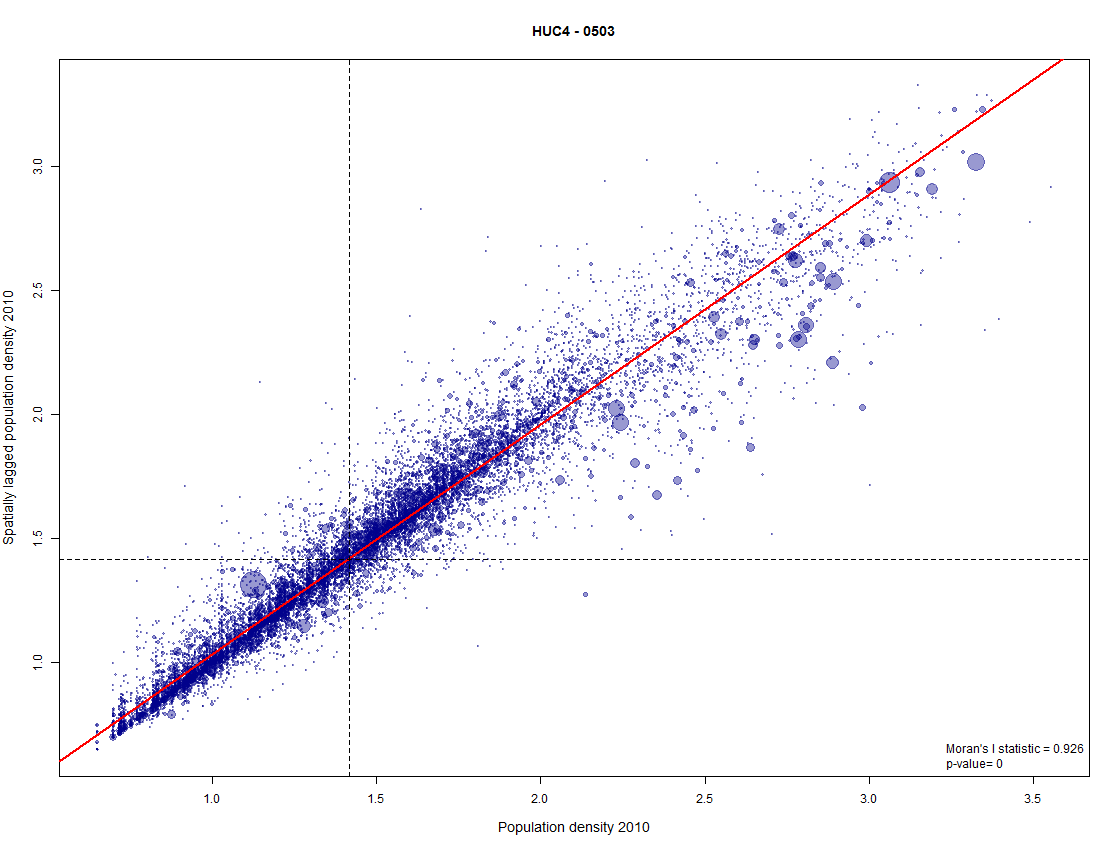 HUC4 - 0503
Spatially lagged population density 2010
3.0
2.5
2.0
1.5
1.0
Moran's I statistic = 0.926
p-value= 0
1.0 1.5 2.0 2.5 3.0 3.5
Population density 2010